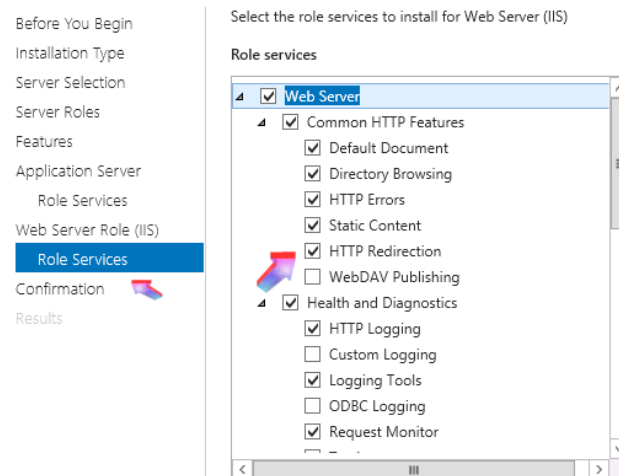 Before You Begin
Installation Type
Server Selection
Server Roles
Features
Application Server
Role Services
Web Server Role (IIS)
Role Services
Confirmation
Results
Select the role services to install for Web Server (IIS)
Role services
Web Server
Common HTTP Features
Default Document
Directory Browsing
HTTP Errors
Static Content
HTTP Redirection
WebDAV Publishing
Health and Diagnostics
HTTP Logging
Custom Logging
Logging Tools
ODBC Logging
Request Monitor